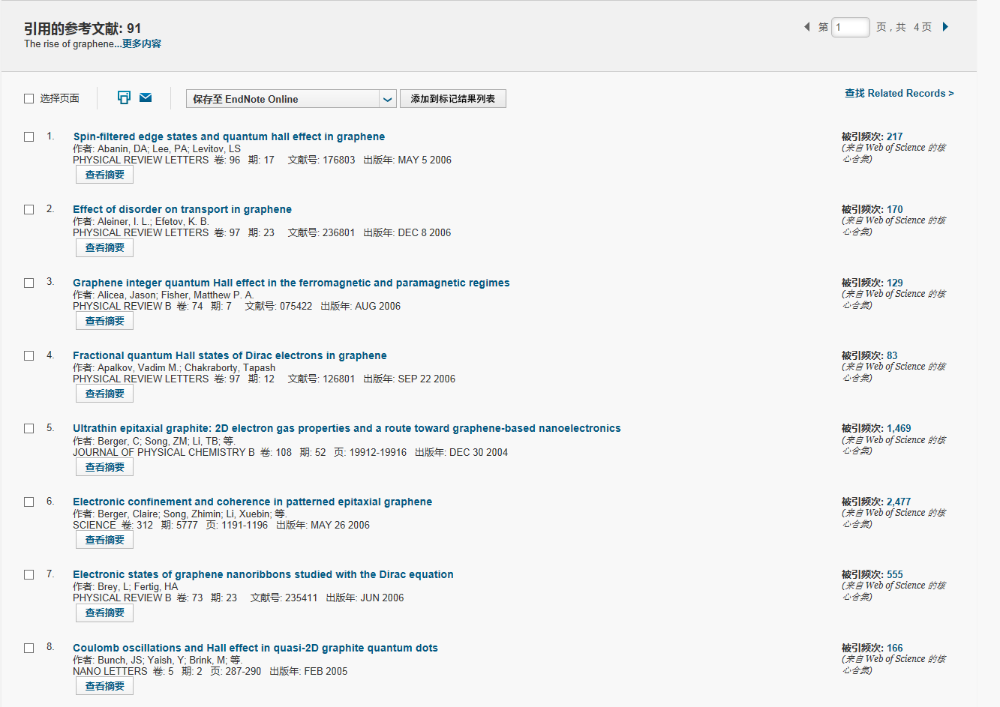 引用的参考文献: 91
The rise of graphene...更多内容
第 1 页 , 共 4 页
选择页面
保存至 EndNote Online
添加到标记结果列表
查找 Related Records >
1. Spin-filtered edge states and quantum hall effect in graphene
作者: Abanin, DA; Lee, PA; Levitov, LS
PHYSICAL REVIEW LETTERS 卷: 96 期: 17 文献号: 176803 出版年: MAY 5 2006
查看摘要
被引频次: 217
(来自 Web of Science 的核
心合集)
2. Effect of disorder on transport in graphene
作者: Aleiner, I. L.; Efetov, K. B.
PHYSICAL REVIEW LETTERS 卷: 97 期: 23 文献号: 236801 出版年: DEC 8 2006
查看摘要
被引频次: 170
(来自 Web of Science 的核
心合集)
3. Graphene integer quantum Hall effect in the ferromagnetic and paramagnetic regimes
作者: Alicea, Jason; Fisher, Matthew P. A.
PHYSICAL REVIEW B 卷: 74 期: 7 文献号: 075422 出版年: AUG 2006
查看摘要
被引频次: 129
(来自 Web of Science 的核
心合集)
4. Fractional quantum Hall states of Dirac electrons in graphene
作者: Apalkov, Vadim M.; Chakraborty, Tapash
PHYSICAL REVIEW LETTERS 卷: 97 期: 12 文献号: 126801 出版年: SEP 22 2006
查看摘要
被引频次: 83
(来自 Web of Science 的核
心合集)
5. Ultrathin epitaxial graphite: 2D electron gas properties and a route toward graphene-based nanoelectronics
作者: Berger, C; Song, ZM; Li, TB; 等.
JOURNAL OF PHYSICAL CHEMISTRY B 卷: 108 期: 52 页: 19912-19916 出版年: DEC 30 2004
查看摘要
被引频次: 1,469
(来自 Web of Science 的核
心合集)
6. Electronic confinement and coherence in patterned epitaxial graphene
作者: Berger, Claire; Song, Zhimin; Li, Xuebin; 等.
SCIENCE 卷: 312 期: 5777 页: 1191-1196 出版年: MAY 26 2006
查看摘要
被引频次: 2,477
(来自 Web of Science 的核
心合集)
7. Electronic states of graphene nanoribbons studied with the Dirac equation
作者: Brey, L; Fertig, HA
PHYSICAL REVIEW B 卷: 73 期: 23 文献号: 235411 出版年: JUN 2006
查看摘要
被引频次: 555
(来自 Web of Science 的核
心合集)
8. Coulomb oscillations and Hall effect in quasi-2D graphite quantum dots
作者: Bunch, JS; Yaish, Y; Brink, M; 等.
NANO LETTERS 卷: 5 期: 2 页: 287-290 出版年: FEB 2005
查看摘要
被引频次: 166
(来自 Web of Science 的核
心合集)